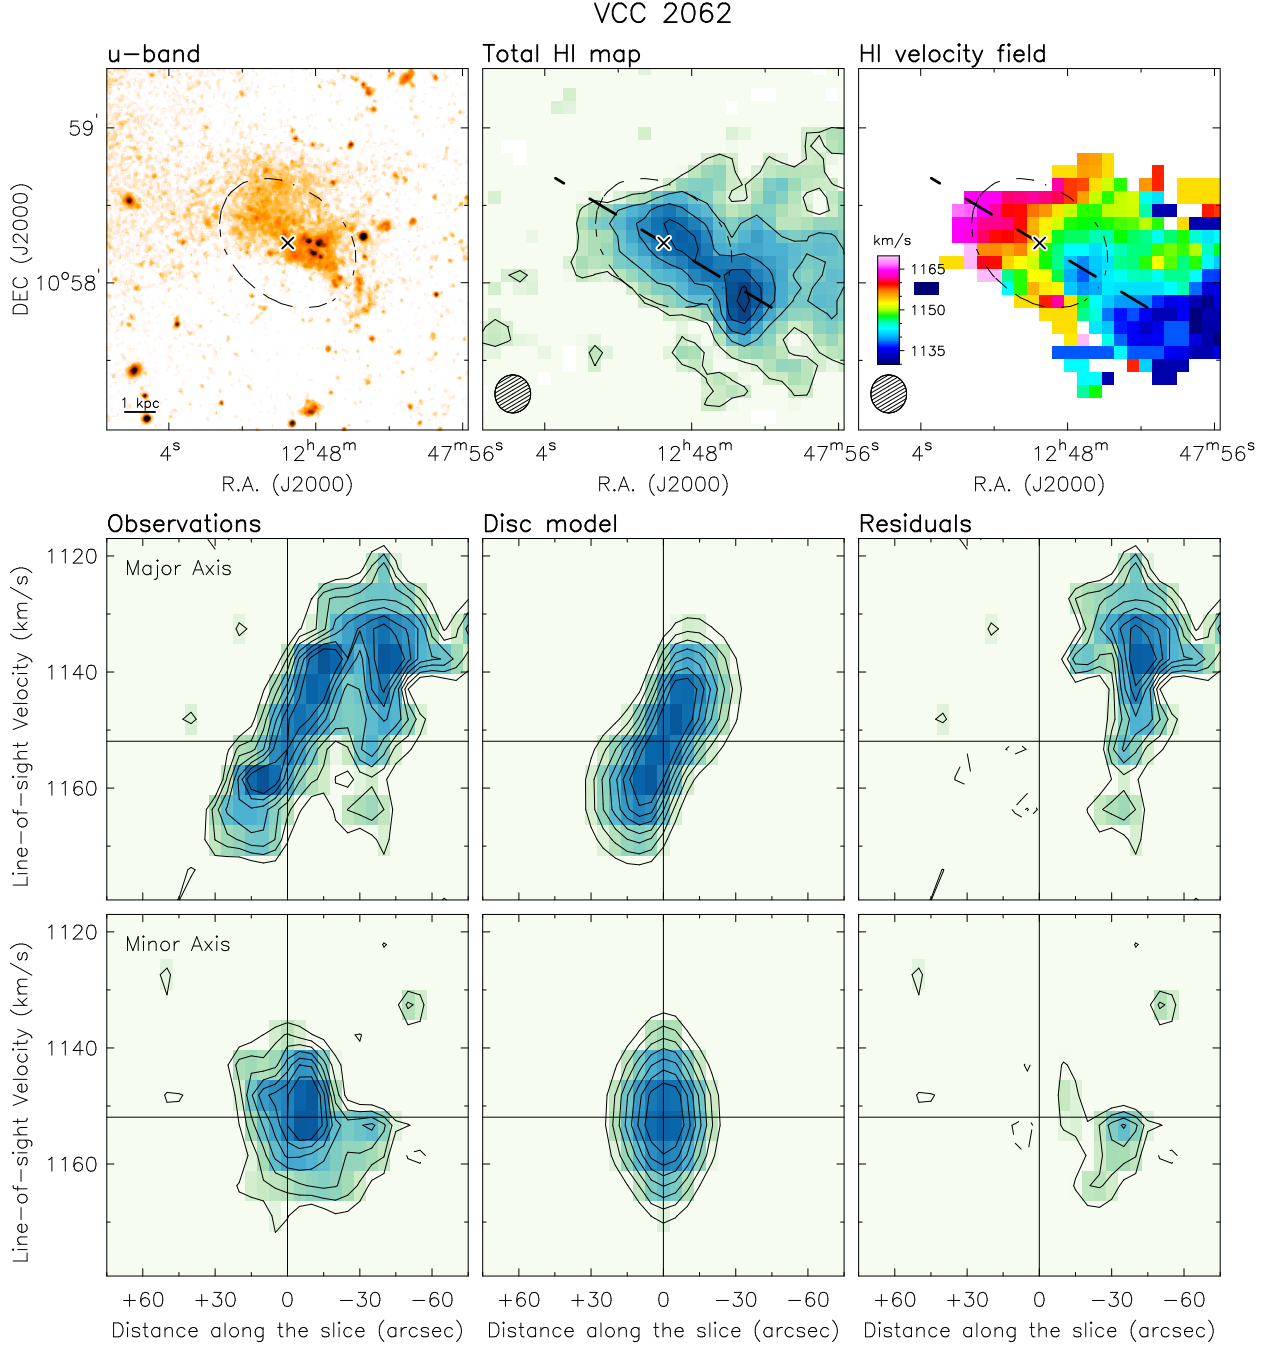 VCC 2062
u-band
Total HI map
HI velocity field
DEC (J2000)
59'
10°58'
1 kpc
km/s
1165
1150
1135
4s 12h48m 47m56s
4s 12h48m 47m56s
4s 12h48m 47m56s
R.A. (J2000)
R.A. (J2000)
R.A. (J2000)
Observations
Disc model
Residuals
Line-of-sight Velocity (km/s)
1120
1140
1160
Major Axis
Line-of-sight Velocity (km/s)
1120
1140
1160
Minor Axis
+60 +30 0 -30 -60
+60 +30 0 -30 -60
+60 +30 0 -30 -60
Distance along the slice (arcsec)
Distance along the slice (arcsec)
Distance along the slice (arcsec)